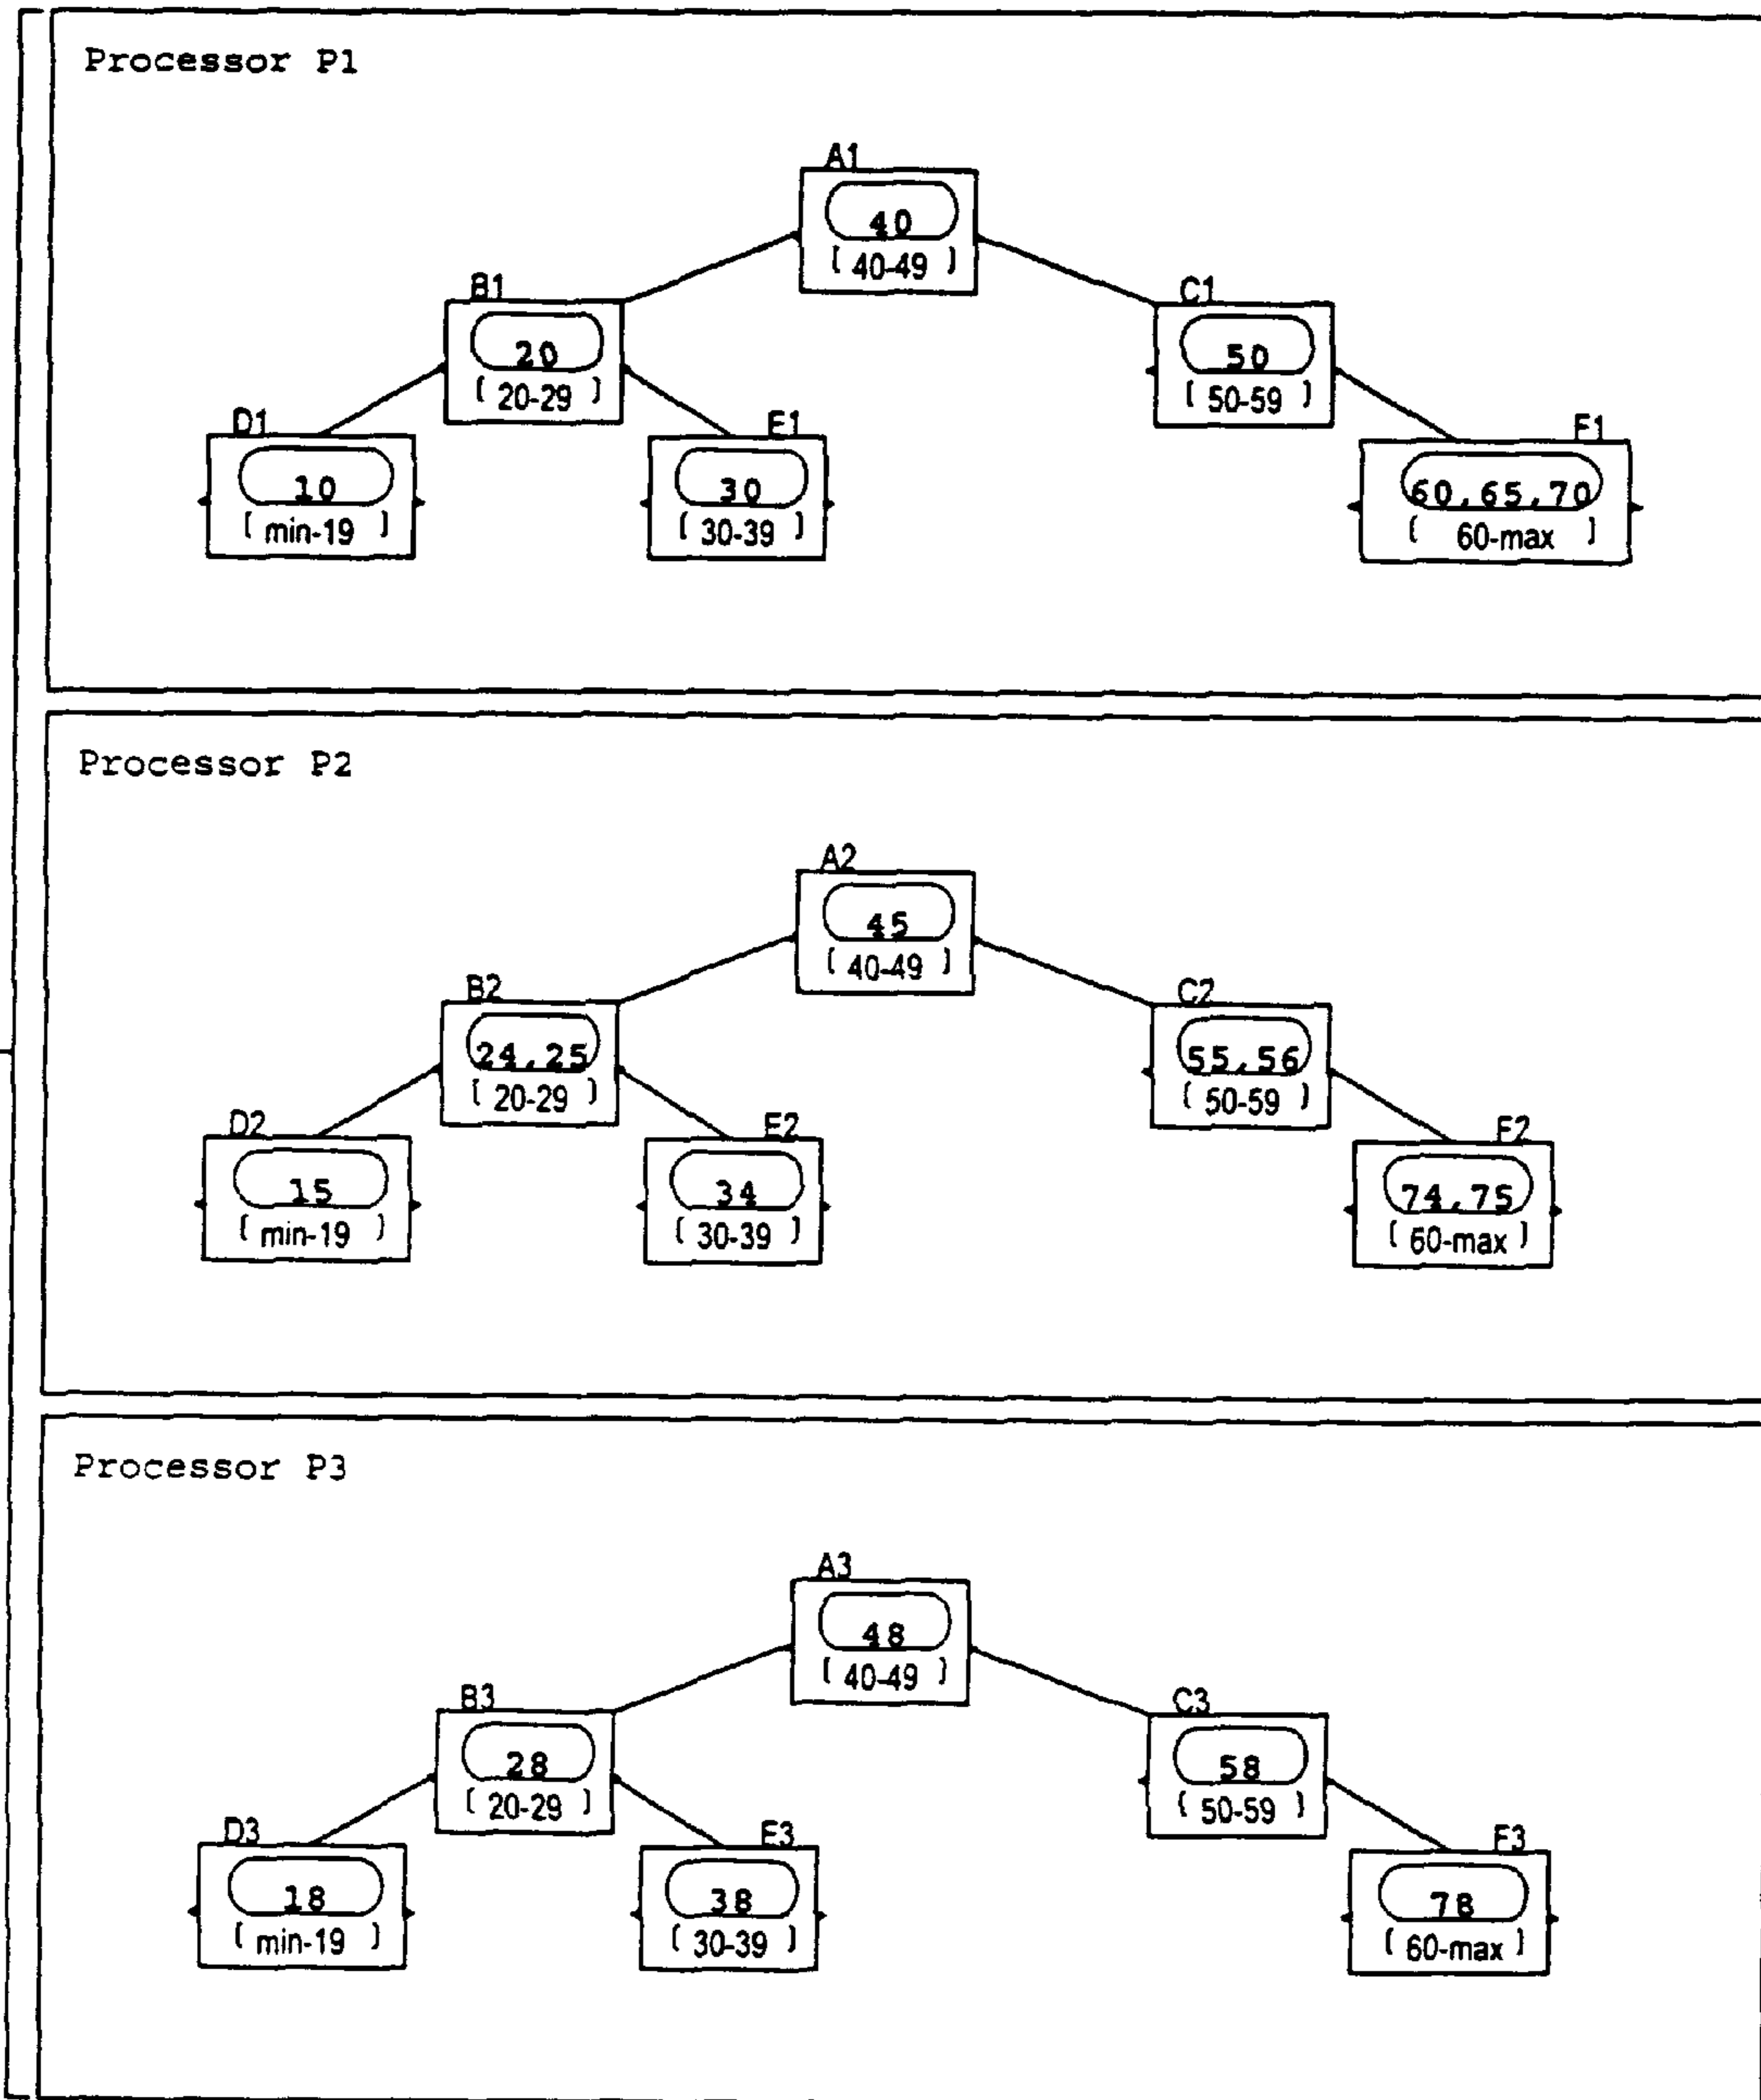 Processor P1
A1
40
[ 40-49 ]
B1
20
[ 20-29 ]
C1
50
[ 50-59 ]
D1
10
[ min-19 ]
E1
30
[ 30-39 ]
F1
60,65,70
[ 60-max ]
Processor P2
A2
45
[ 40-49 ]
B2
24,25
[ 20-29 ]
C2
55,56
[ 50-59 ]
D2
15
[ min-19 ]
E2
34
[ 30-39 ]
F2
74,75
[ 60-max ]
Processor P3
A3
48
[ 40-49 ]
B3
28
[ 20-29 ]
C3
58
[ 50-59 ]
D3
18
[ min-19 ]
E3
38
[ 30-39 ]
F3
78
[ 60-max ]